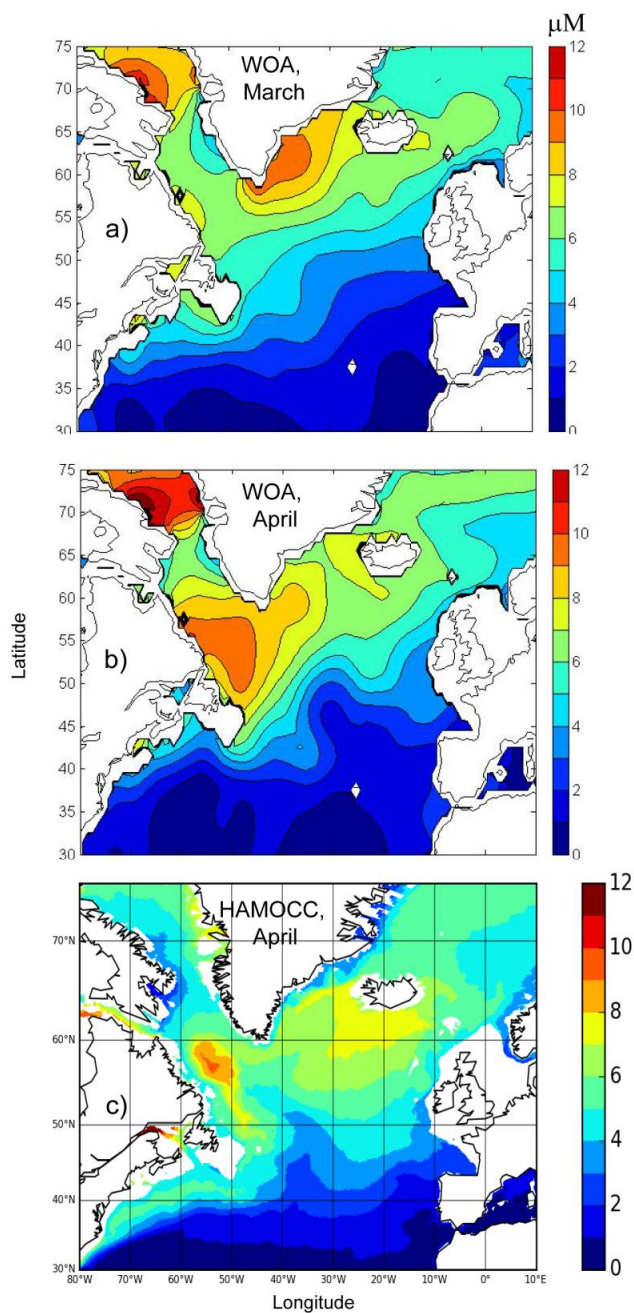 μM
75
70
65
60
55
50
45
40
35
30
WOA,
March
a)
12
10
8
6
4
2
0
75
70
65
60
55
50
45
40
35
30
WOA,
April
b)
Latitude
12
10
8
6
4
2
0
HAMOCC,
April
c)
70°N
60°N
50°N
40°N
30°N
80°W 70°W 60°W 50°W 40°W 30°W 20°W 10°W 0° 10°E
Longitude
12
10
8
6
4
2
0